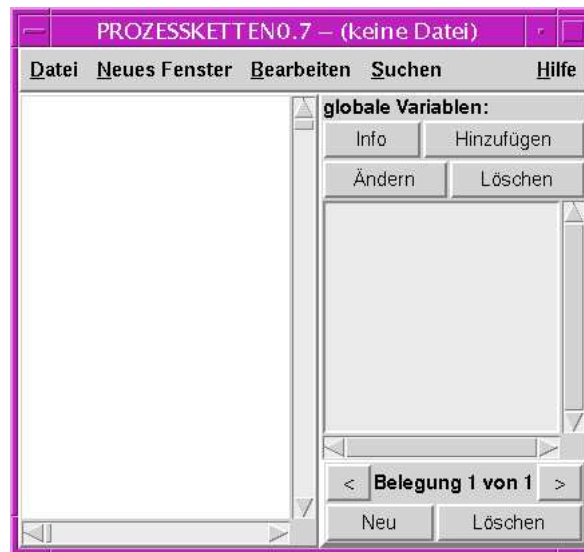 PROZESSKETTEN0.7 – (keine Datei)
Datei Neues Fenster Bearbeiten Suchen Hilfe
globale Variablen:
Info Hinzufügen
Ändern Löschen
< Belegung 1 von 1 >
Neu Löschen